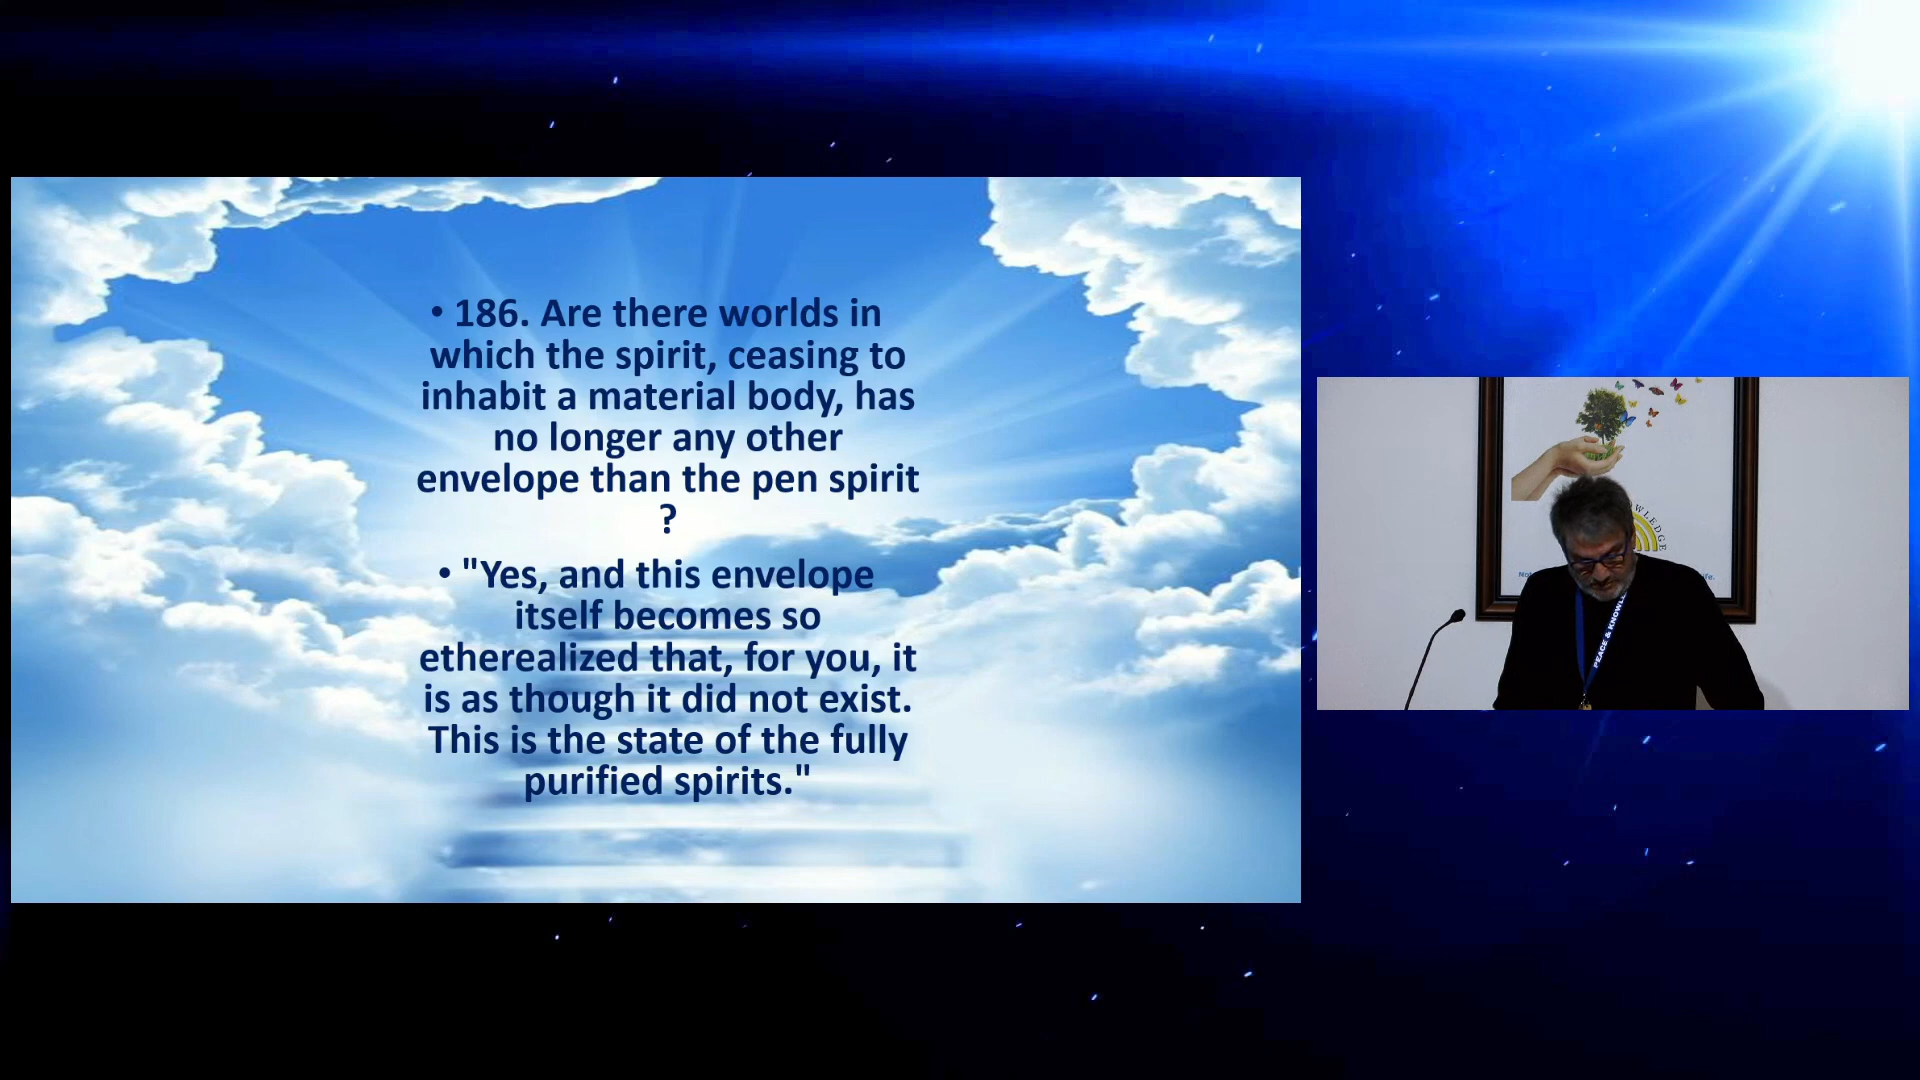 • 186. Are there worlds in
which the spirit, ceasing to
inhabit a material body, has
no longer any other
envelope than the pen spirit
?
• "Yes, and this envelope
itself becomes so
etherealized that, for you, it
is as though it did not exist.
This is the state of the fully
purified spirits."
PEACE & KNOWL